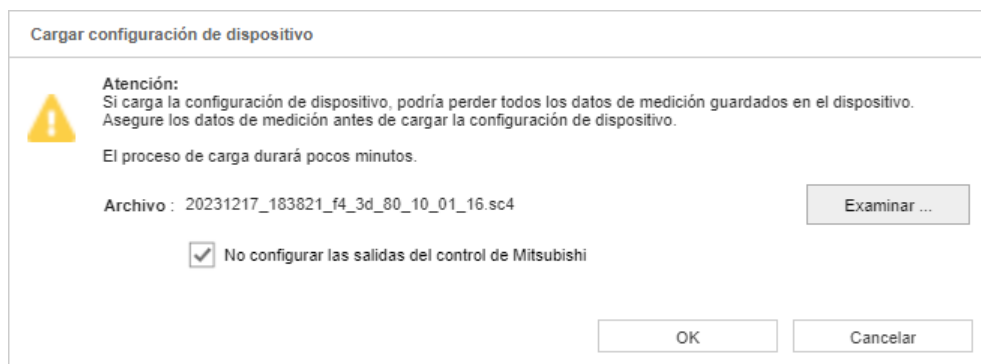 Cargar configuración de dispositivo
Atención:
Si carga la configuración de dispositivo, podría perder todos los datos de medición guardados en el dispositivo.
Asegure los datos de medición antes de cargar la configuración de dispositivo.
El proceso de carga durará pocos minutos.
Archivo : 20231217_183821_f4_3d_80_10_01_16.sc4 Examinar ...
No configurar las salidas del control de Mitsubishi
OK Cancelar